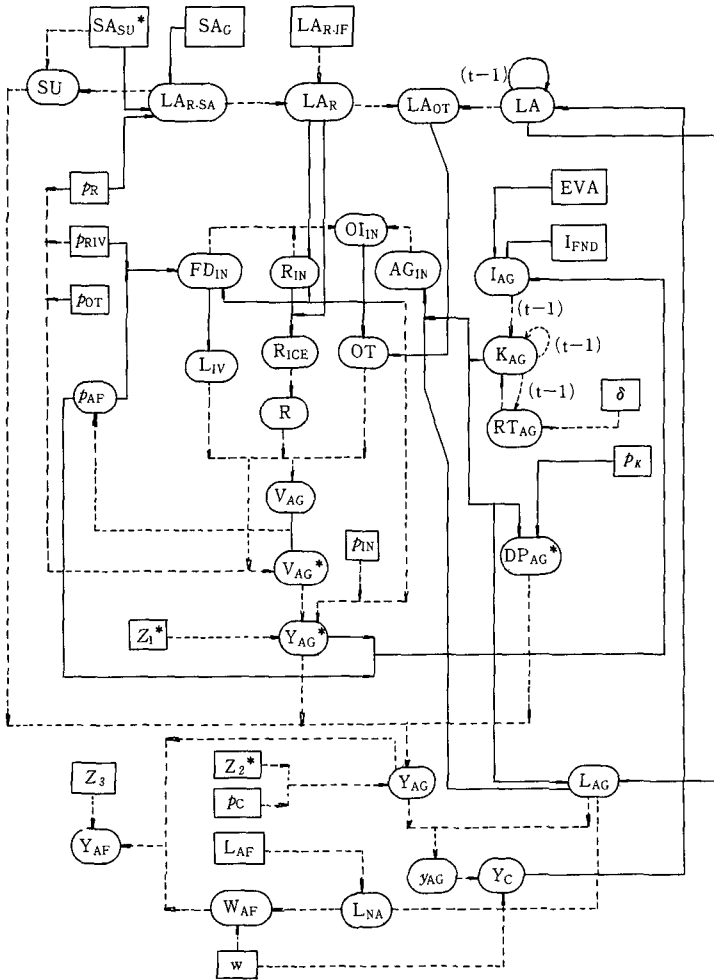 SA_SU* SA_G LA_R·JF
SU LA_R·SA LA_R LA_OT LA (t−1)
p_R EVA
p_RIV OI_IN I_FND
FD_IN R_IN AG_IN I_AG
p_OT (t−1)
L_IV R_ICE OT K_AG (t−1)
p_AF R (t−1) δ
RT_AG
V_AG p_K
p_IN DP_AG*
V_AG*
Z_1* Y_AG*
Z_3 Z_2* Y_AG L_AG
p_C
Y_AF L_AF
y_AG Y_C
W_AF L_NA
w